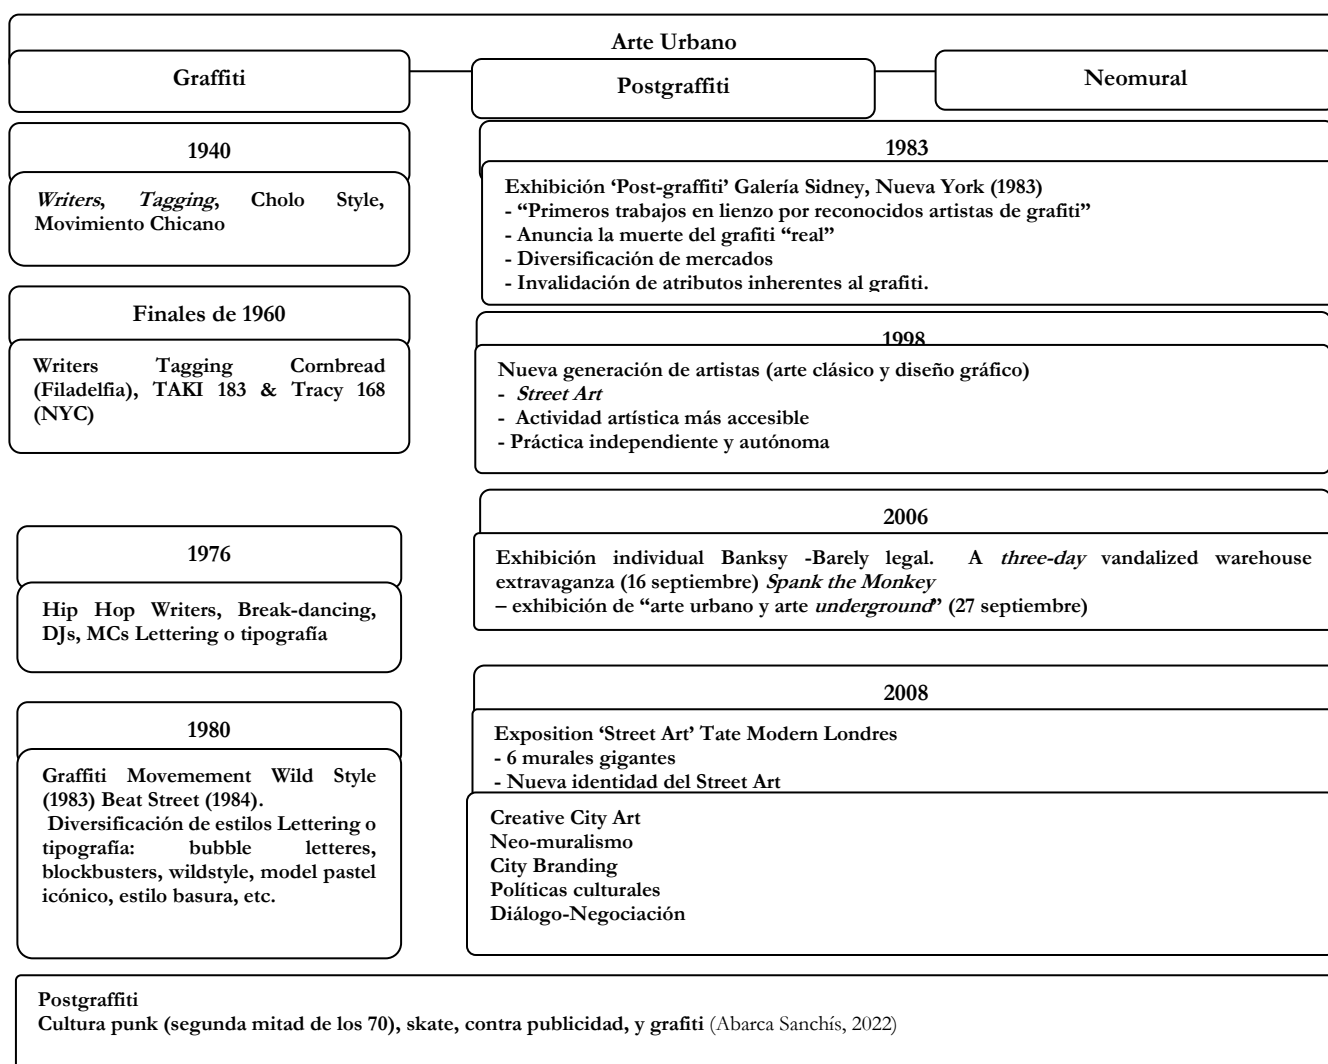 Arte Urbano
Graffiti
Postgraffiti
Neomural
1940
Writers, Tagging, Cholo Style,
Movimiento Chicano
Finales de 1960
Writers Tagging Cornbread
(Filadelfia), TAKI 183 & Tracy 168
(NYC)
1976
Hip Hop Writers, Break-dancing,
DJs, MCs Lettering o tipografía
1980
Graffiti Movemement Wild Style
(1983) Beat Street (1984).
Diversificación de estilos Lettering o
tipografía: bubble letteres,
blockbusters, wildstyle, model pastel
icónico, estilo basura, etc.
1983
Exhibición ‘Post-graffiti’ Galería Sidney, Nueva York (1983)
- “Primeros trabajos en lienzo por reconocidos artistas de grafiti”
- Anuncia la muerte del grafiti “real”
- Diversificación de mercados
- Invalidación de atributos inherentes al grafiti.
1998
Nueva generación de artistas (arte clásico y diseño gráfico)
- Street Art
- Actividad artística más accesible
- Práctica independiente y autónoma
2006
Exhibición individual Banksy -Barely legal. A three-day vandalized warehouse
extravaganza (16 septiembre) Spank the Monkey
– exhibición de “arte urbano y arte underground” (27 septiembre)
2008
Exposition ‘Street Art’ Tate Modern Londres
- 6 murales gigantes
- Nueva identidad del Street Art
Creative City Art
Neo-muralismo
City Branding
Políticas culturales
Diálogo-Negociación
Postgraffiti
Cultura punk (segunda mitad de los 70), skate, contra publicidad, y grafiti (Abarca Sanchís, 2022)